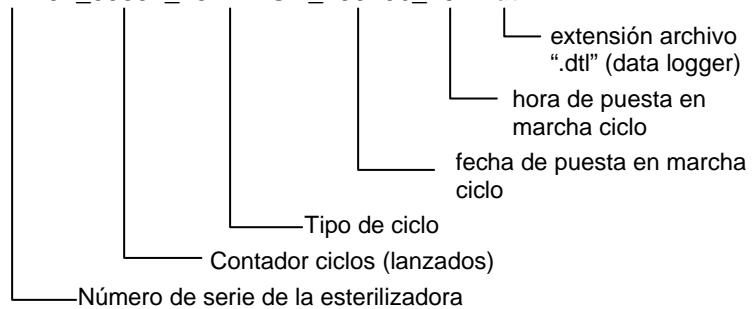 extensión archivo
“.dtl” (data logger)
hora de puesta en
marcha ciclo
fecha de puesta en marcha
ciclo
Tipo de ciclo
Contador ciclos (lanzados)
Número de serie de la esterilizadora